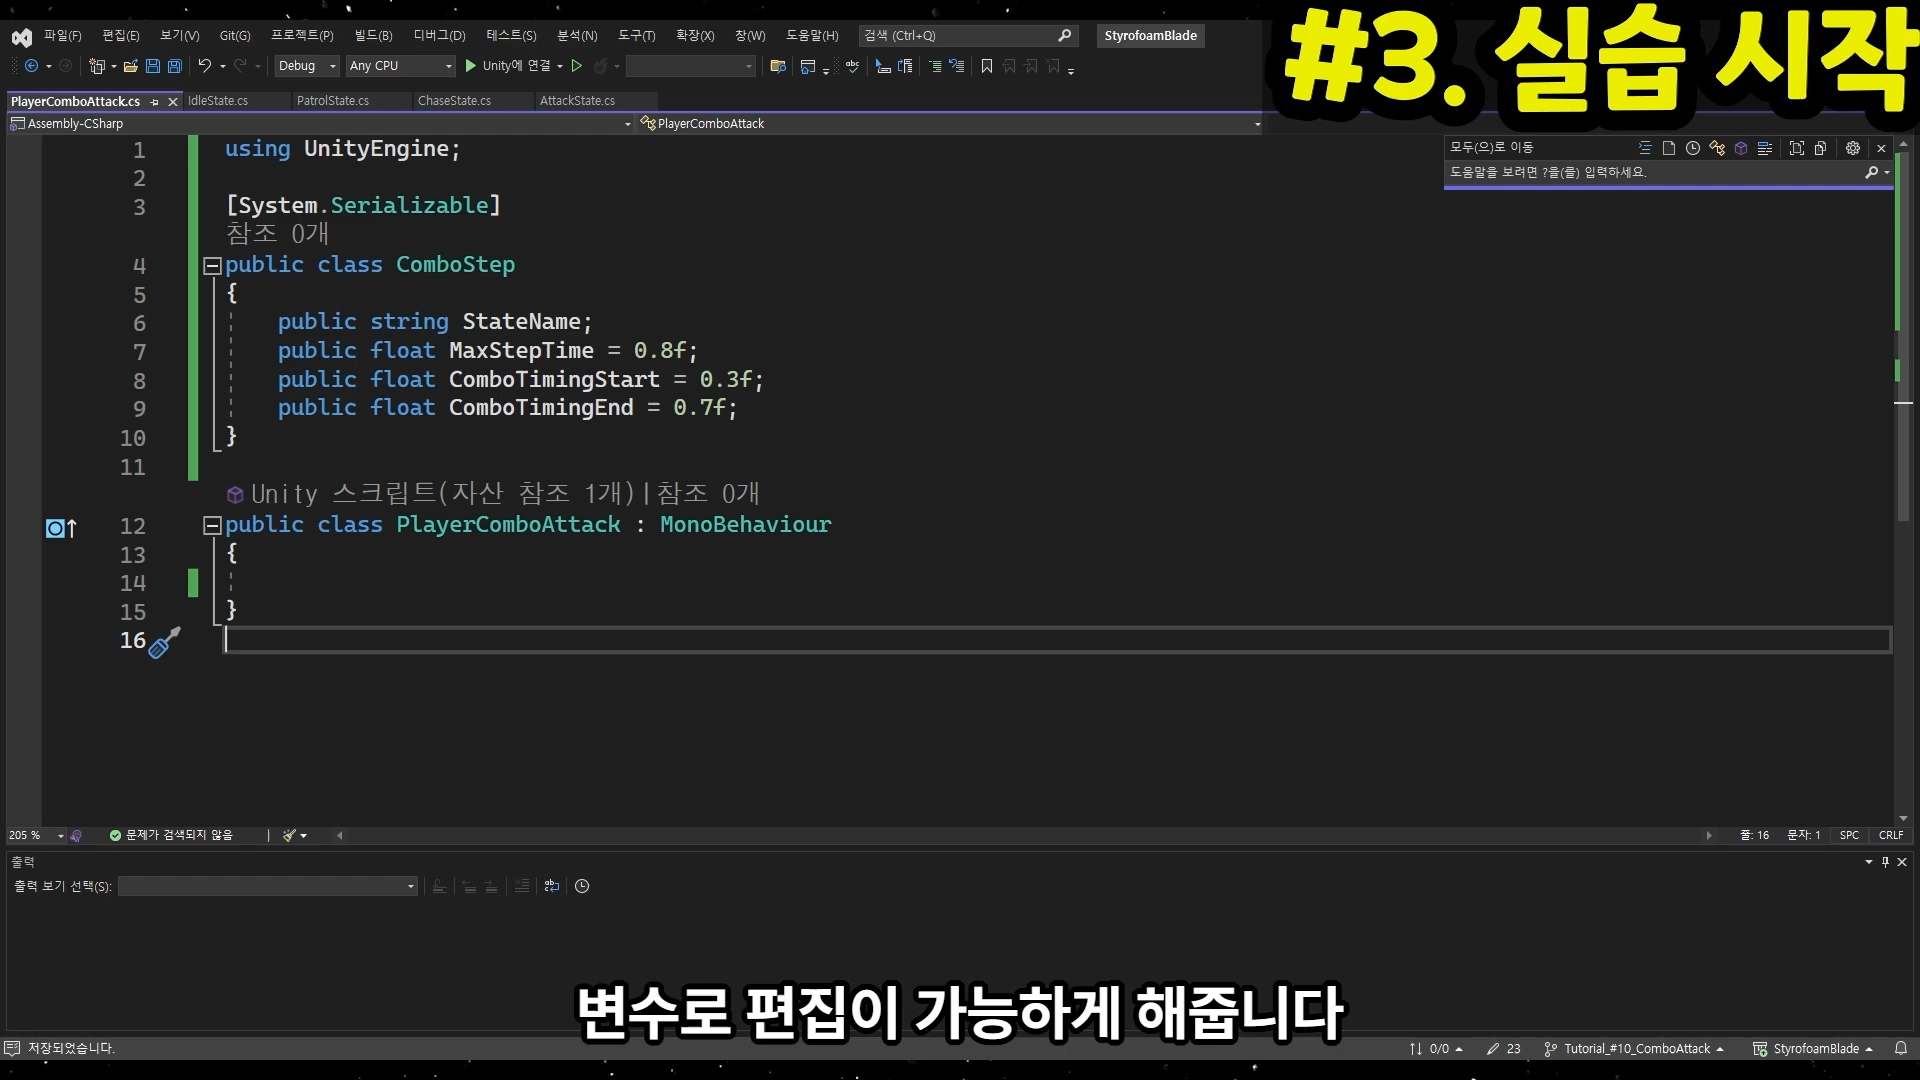 #3. 실습 시작
파일(F) 편집(E) 보기(V) Git(G) 프로젝트(P) 빌드(B) 디버그(D) 테스트(S) 분석(N) 도구(T) 확장(X) 창(W) 도움말(H) 검색 (Ctrl+Q) StyrofoamBlade
Debug Any CPU Unity에 연결
PlayerComboAttack.cs IdleState.cs PatrolState.cs ChaseState.cs AttackState.cs
Assembly-CSharp PlayerComboAttack
모두(으)로 이동
도움말을 보려면 ?을(를) 입력하세요.
1 using UnityEngine;
2
3 [System.Serializable]
참조 0개
4 public class ComboStep
5 {
6 public string StateName;
7 public float MaxStepTime = 0.8f;
8 public float ComboTimingStart = 0.3f;
9 public float ComboTimingEnd = 0.7f;
10 }
11
Unity 스크립트(자산 참조 1개)|참조 0개
12 public class PlayerComboAttack : MonoBehaviour
13 {
14
15 }
16
205 % 문제가 검색되지 않음 줄: 16 문자: 1 SPC CRLF
출력
출력 보기 선택(S):
변수로 편집이 가능하게 해줍니다
저장되었습니다. 0/0 23 Tutorial_#10_ComboAttack StyrofoamBlade